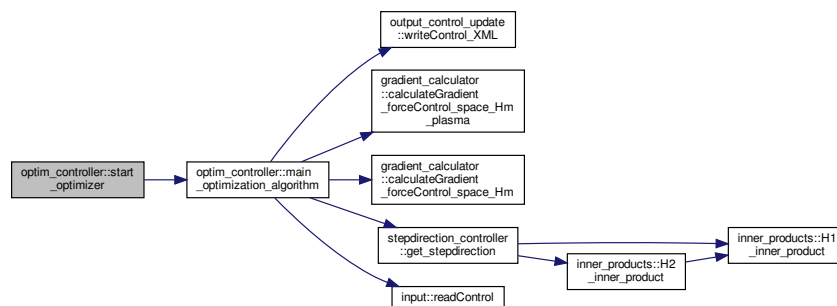 output_control_update
::writeControl_XML
gradient_calculator
::calculateGradient
_forceControl_space_Hm
_plasma
optim_controller::start
_optimizer
optim_controller::main
_optimization_algorithm
gradient_calculator
::calculateGradient
_forceControl_space_Hm
stepdirection_controller
::get_stepdirection
inner_products::H1
_inner_product
inner_products::H2
_inner_product
input::readControl